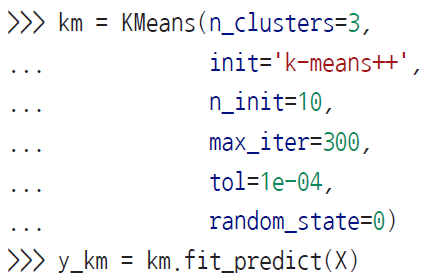 >>> km = KMeans(n_clusters=3,
...             init='k-means++',
...             n_init=10,
...             max_iter=300,
...             tol=1e-04,
...             random_state=0)
>>> y_km = km.fit_predict(X)